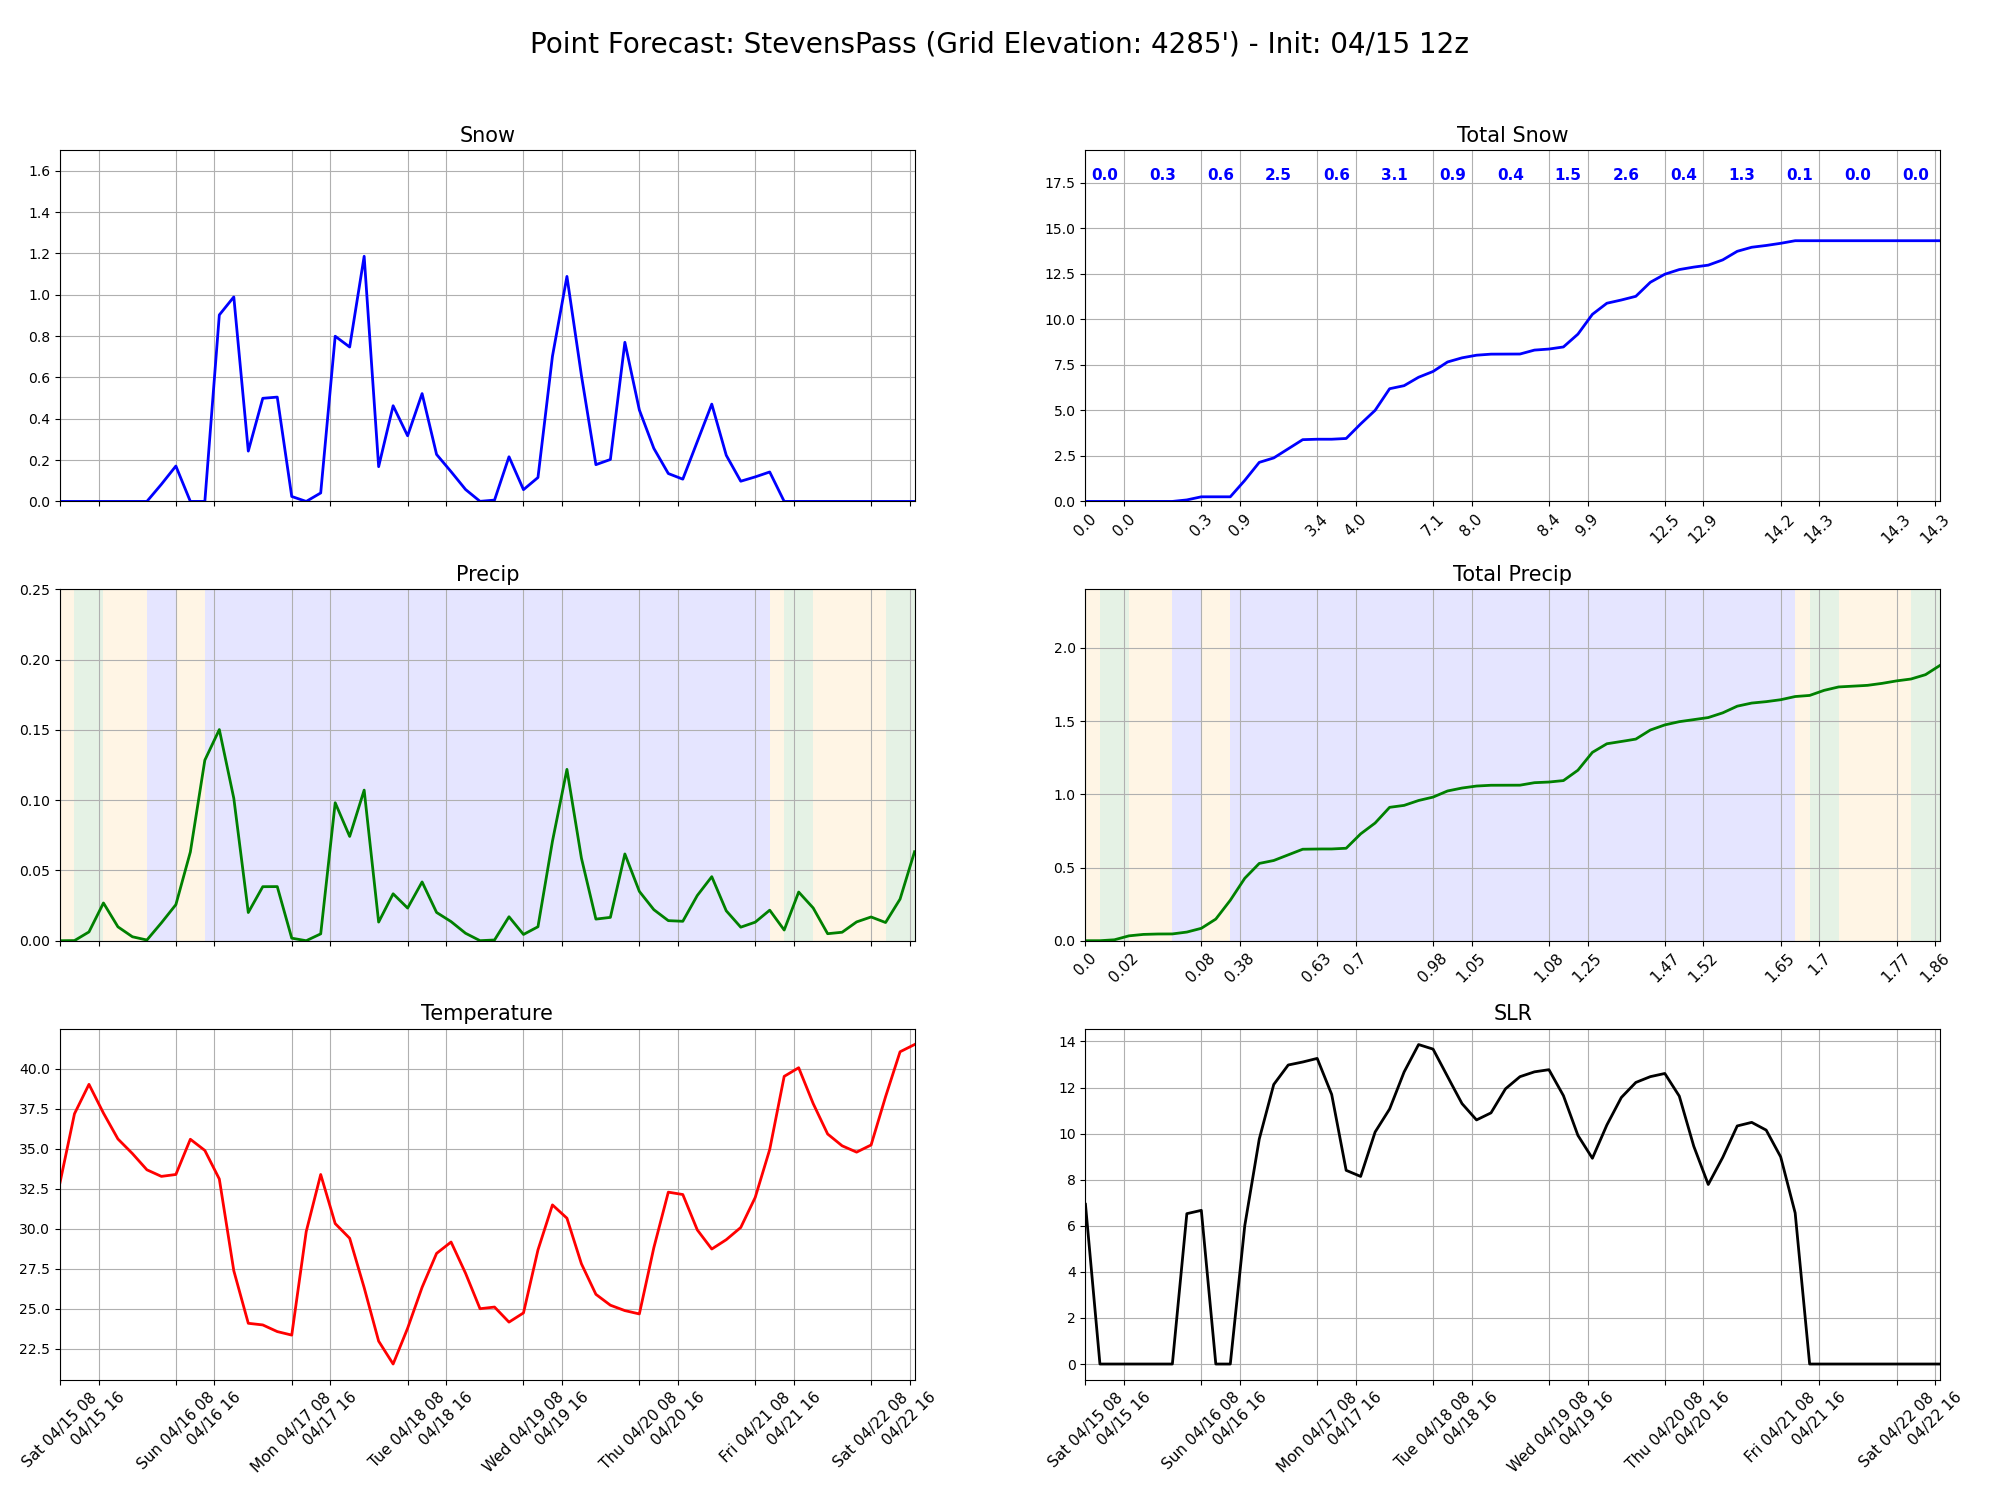 Point Forecast: StevensPass (Grid Elevation: 4285') - Init: 04/15 12z
Snow
1.6
1.4
1.2
1.0
0.8
0.6
0.4
0.2
0.0
Total Snow
0.0 0.3 0.6 2.5 0.6 3.1 0.9 0.4 1.5 2.6 0.4 1.3 0.1 0.0 0.0
17.5
15.0
12.5
10.0
7.5
5.0
2.5
0.0
0.0 0.0 0.3 0.9 3.4 4.0 7.1 8.0 8.4 9.9 12.5 12.9 14.2 14.3 14.3 14.3
Precip
0.25
0.20
0.15
0.10
0.05
0.00
Total Precip
2.0
1.5
1.0
0.5
0.0
0.0 0.02 0.08 0.38 0.63 0.7 0.98 1.05 1.08 1.25 1.47 1.52 1.65 1.7 1.77 1.86
Temperature
40.0
37.5
35.0
32.5
30.0
27.5
25.0
22.5
Sat 04/15 08
04/15 16
Sun 04/16 08
04/16 16
Mon 04/17 08
04/17 16
Tue 04/18 08
04/18 16
Wed 04/19 08
04/19 16
Thu 04/20 08
04/20 16
Fri 04/21 08
04/21 16
Sat 04/22 08
04/22 16
SLR
14
12
10
8
6
4
2
0
Sat 04/15 08
04/15 16
Sun 04/16 08
04/16 16
Mon 04/17 08
04/17 16
Tue 04/18 08
04/18 16
Wed 04/19 08
04/19 16
Thu 04/20 08
04/20 16
Fri 04/21 08
04/21 16
Sat 04/22 08
04/22 16